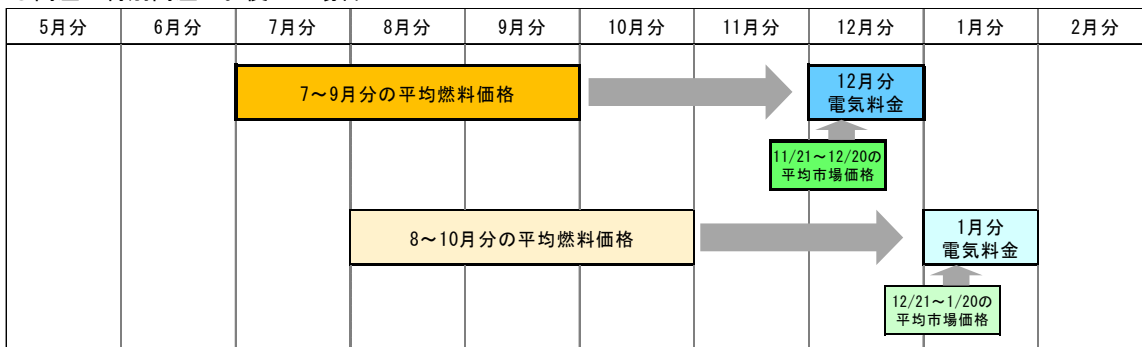 5月分 6月分 7月分 8月分 9月分 10月分 11月分 12月分 1月分 2月分
7～9月分の平均燃料価格
12月分
電気料金
11/21～12/20の
平均市場価格
8～10月分の平均燃料価格
1月分
電気料金
12/21～1/20の
平均市場価格